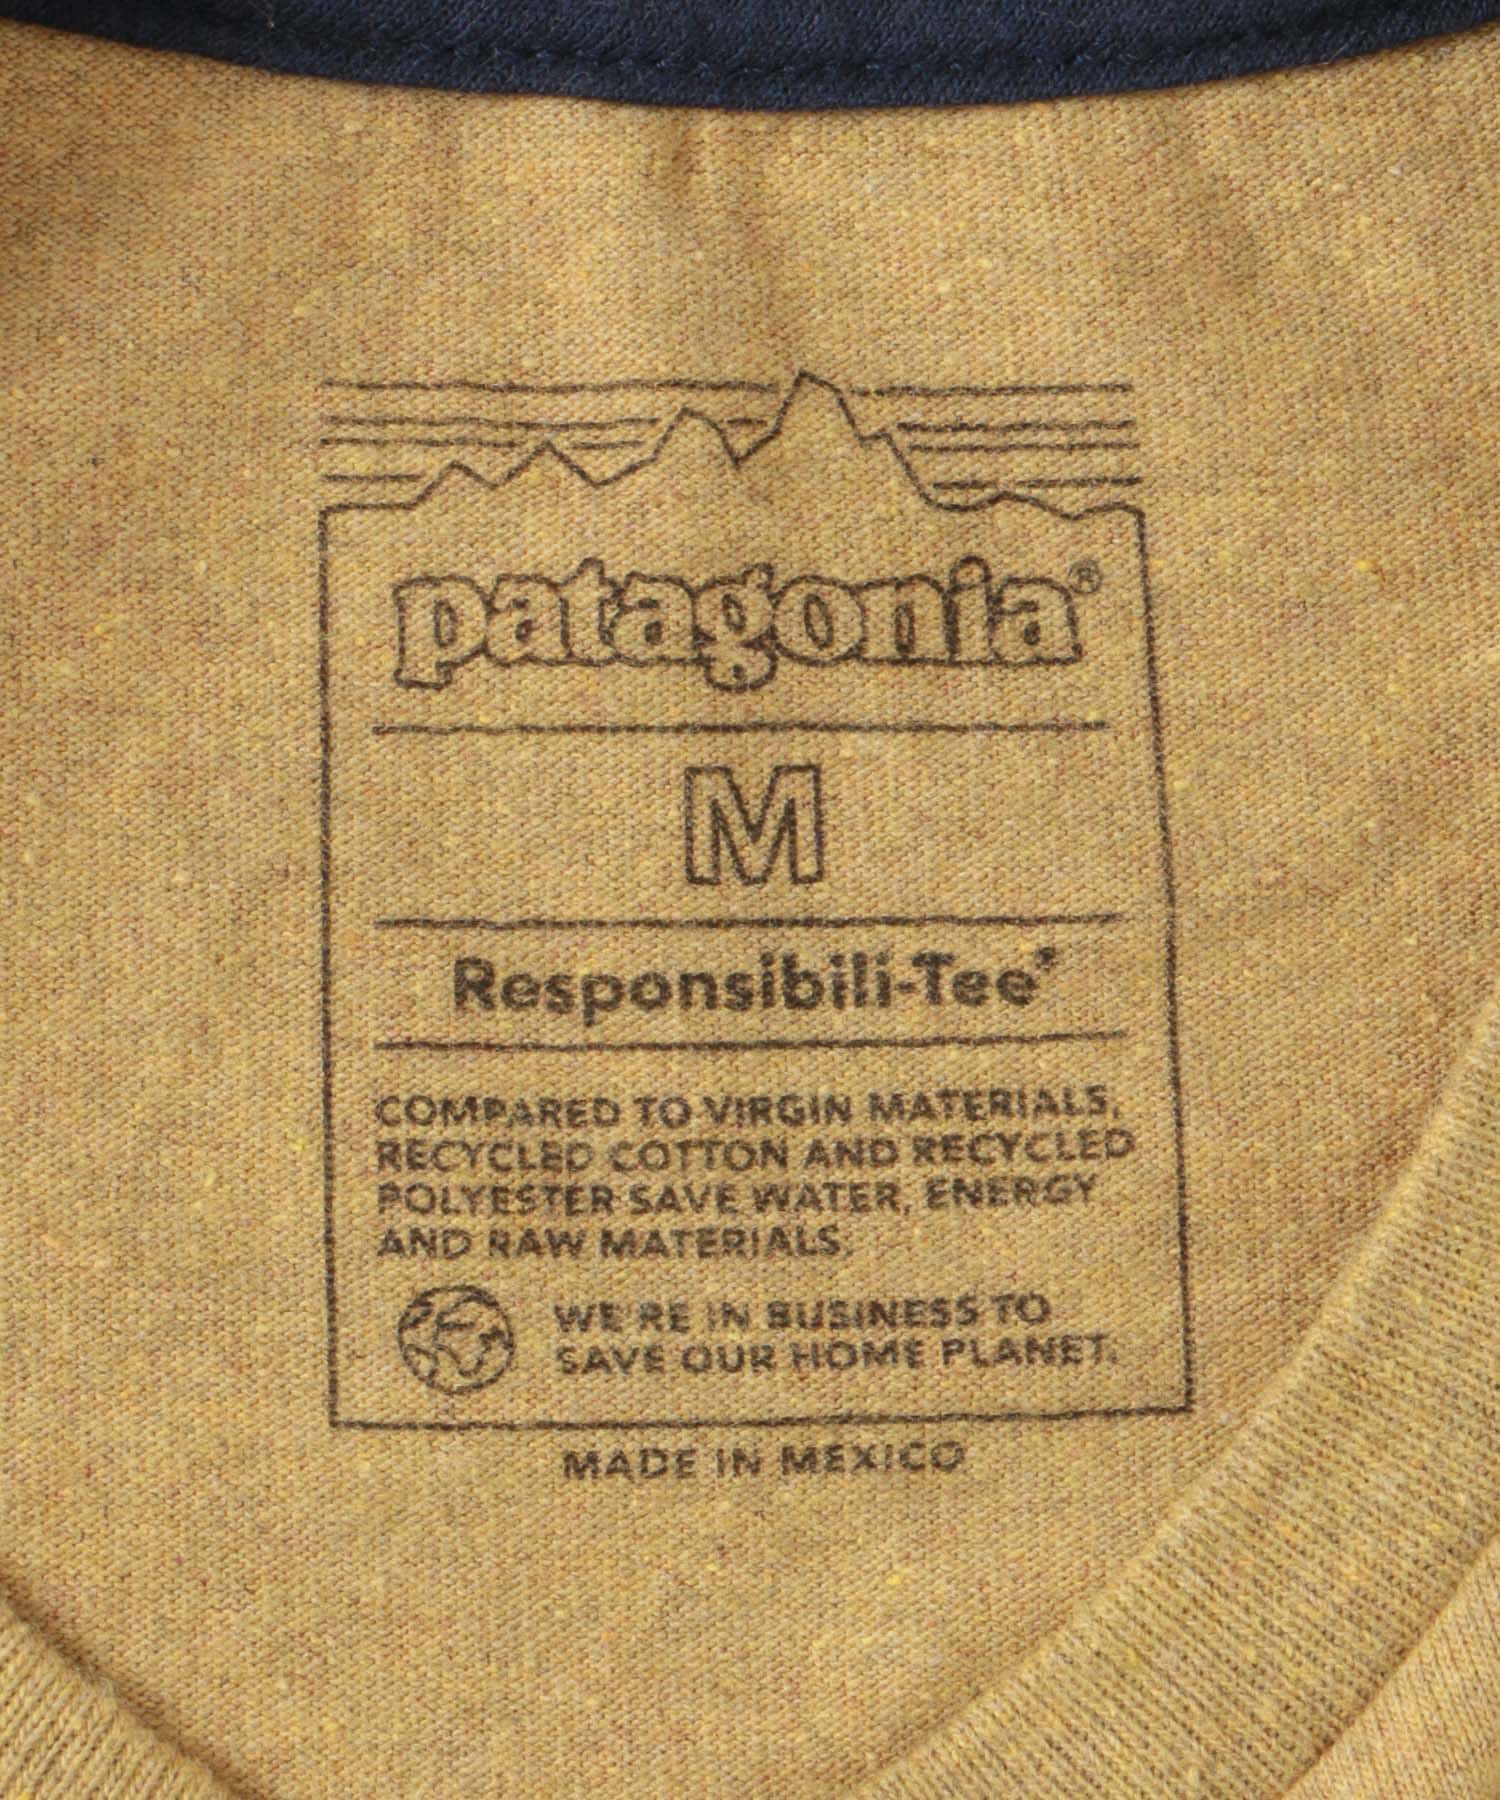 patagonia®
M
Responsibili-Tee®
COMPARED TO VIRGIN MATERIALS,
RECYCLED COTTON AND RECYCLED
POLYESTER SAVE WATER, ENERGY
AND RAW MATERIALS.
WE'RE IN BUSINESS TO
SAVE OUR HOME PLANET.
MADE IN MEXICO